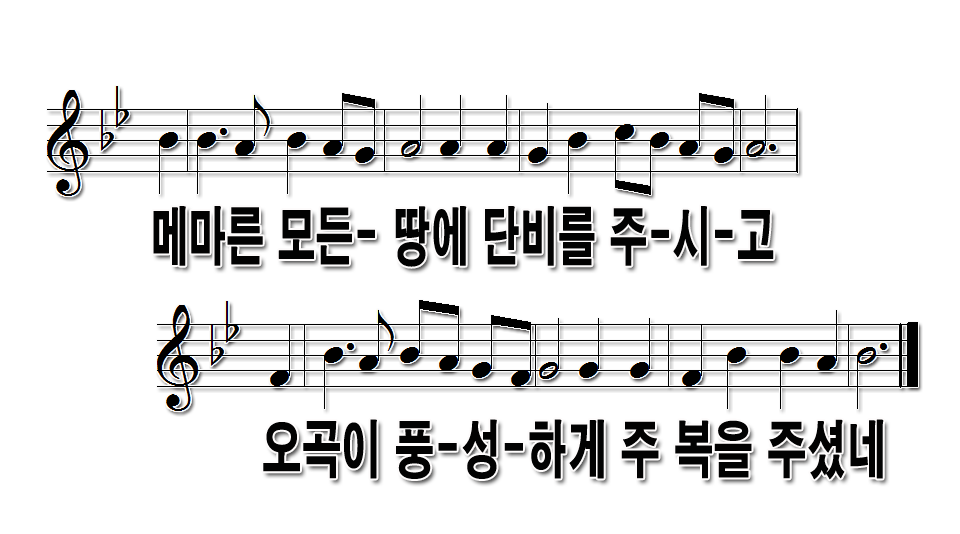 메마른 모든- 땅에 단비를 주-시-고
오곡이 풍-성-하게 주 복을 주셨네